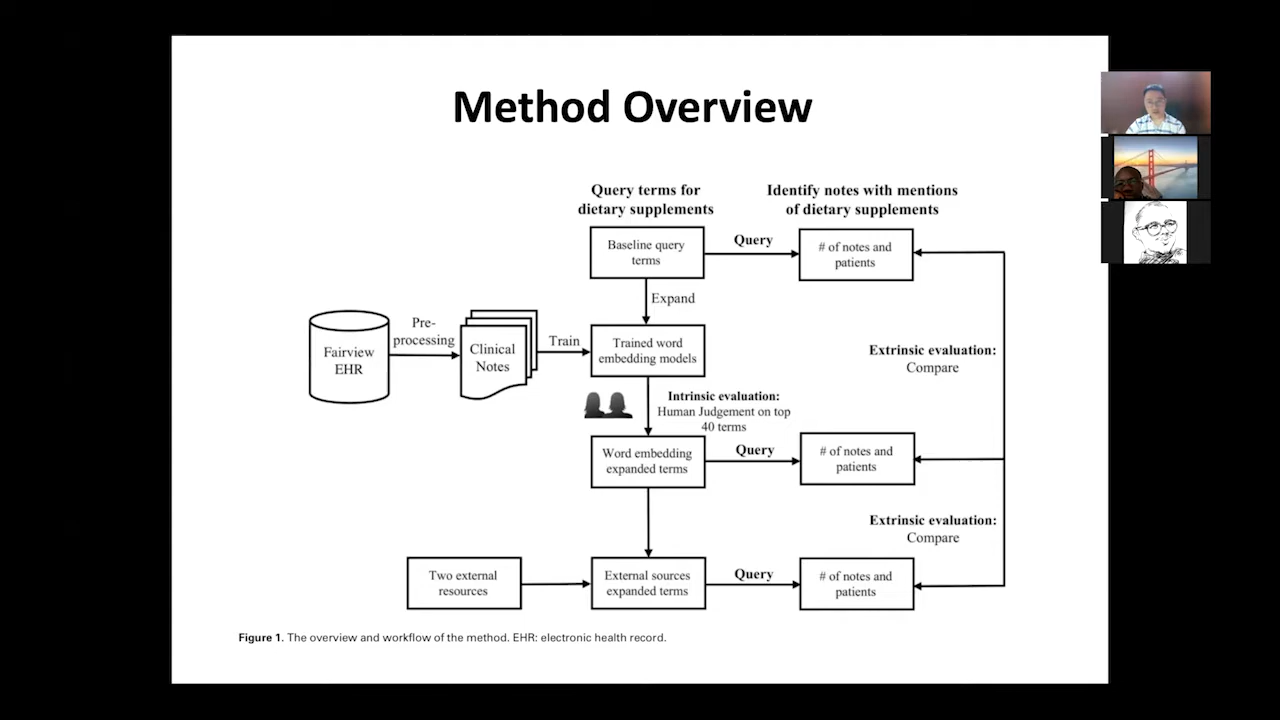 Method Overview
Query terms for
dietary supplements
Identify notes with mentions
of dietary supplements
Baseline query
terms
Query
# of notes and
patients
Expand
Fairview
EHR
Pre-
processing
Clinical
Notes
Train
Trained word
embedding models
Extrinsic evaluation:
Compare
Intrinsic evaluation:
Human Judgement on top
40 terms
Word embedding
expanded terms
Query
# of notes and
patients
Extrinsic evaluation:
Compare
Two external
resources
External sources
expanded terms
Query
# of notes and
patients
Figure 1. The overview and workflow of the method. EHR: electronic health record.